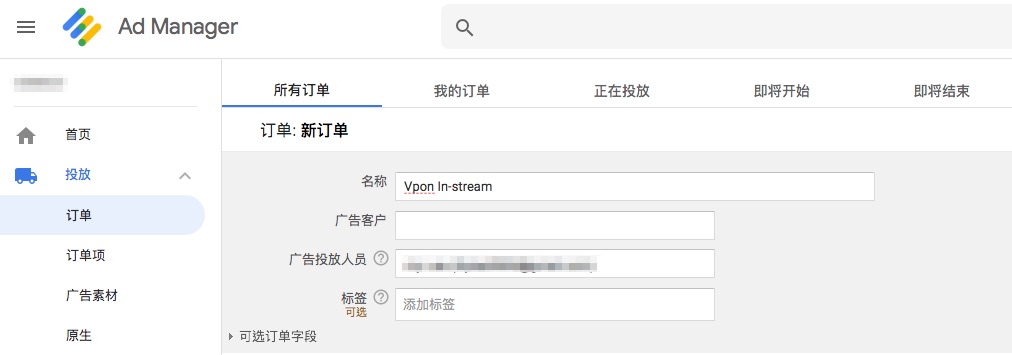 Ad Manager
所有订单 我的订单 正在投放 即将开始 即将结束
订单: 新订单
首页
投放
订单
订单项
广告素材
原生
名称 Vpon In-stream
广告客户
广告投放人员 ?
标签 ? 添加标签
可选
可选订单字段